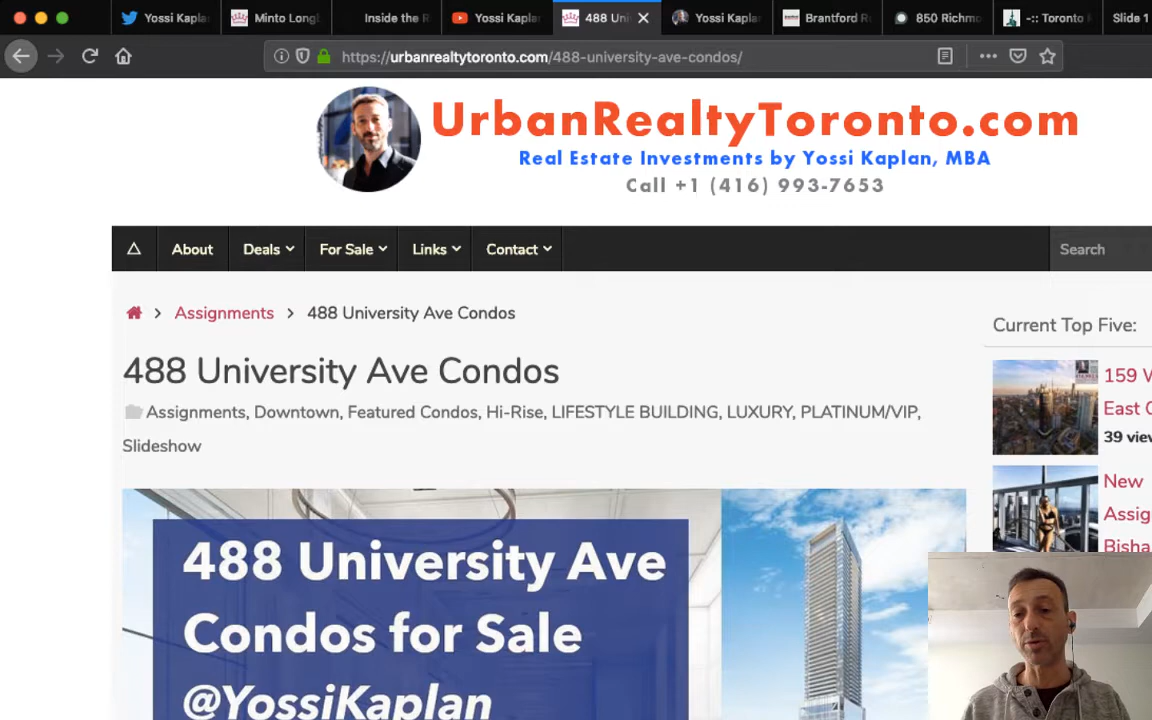 Yossi Kaplan
Minto Long
Inside the R
Yossi Kaplan
488 Uni
Yossi Kapla
Brantford R
850 Richmo
-:: Toronto
Slide 1
https://urbanrealtytoronto.com/488-university-ave-condos/
UrbanRealtyToronto.com
Real Estate Investments by Yossi Kaplan, MBA
Call +1 (416) 993-7653
About
Deals
For Sale
Links
Contact
Search
Assignments > 488 University Ave Condos
Current Top Five:
488 University Ave Condos
Assignments, Downtown, Featured Condos, Hi-Rise, LIFESTYLE BUILDING, LUXURY, PLATINUM/VIP,
Slideshow
159 W
East C
39 view
New
Assig
Bisha
488 University Ave
Condos for Sale
@YossiKaplan